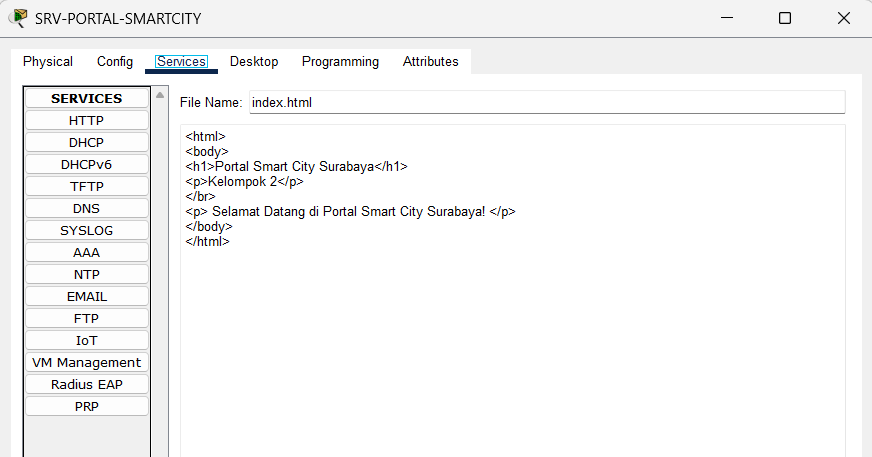 SRV-PORTAL-SMARTCITY
Physical Config Services Desktop Programming Attributes
SERVICES
HTTP
DHCP
DHCPv6
TFTP
DNS
SYSLOG
AAA
NTP
EMAIL
FTP
IoT
VM Management
Radius EAP
PRP
File Name: index.html
<html>
<body>
<h1>Portal Smart City Surabaya</h1>
<p>Kelompok 2</p>
</br>
<p> Selamat Datang di Portal Smart City Surabaya! </p>
</body>
</html>